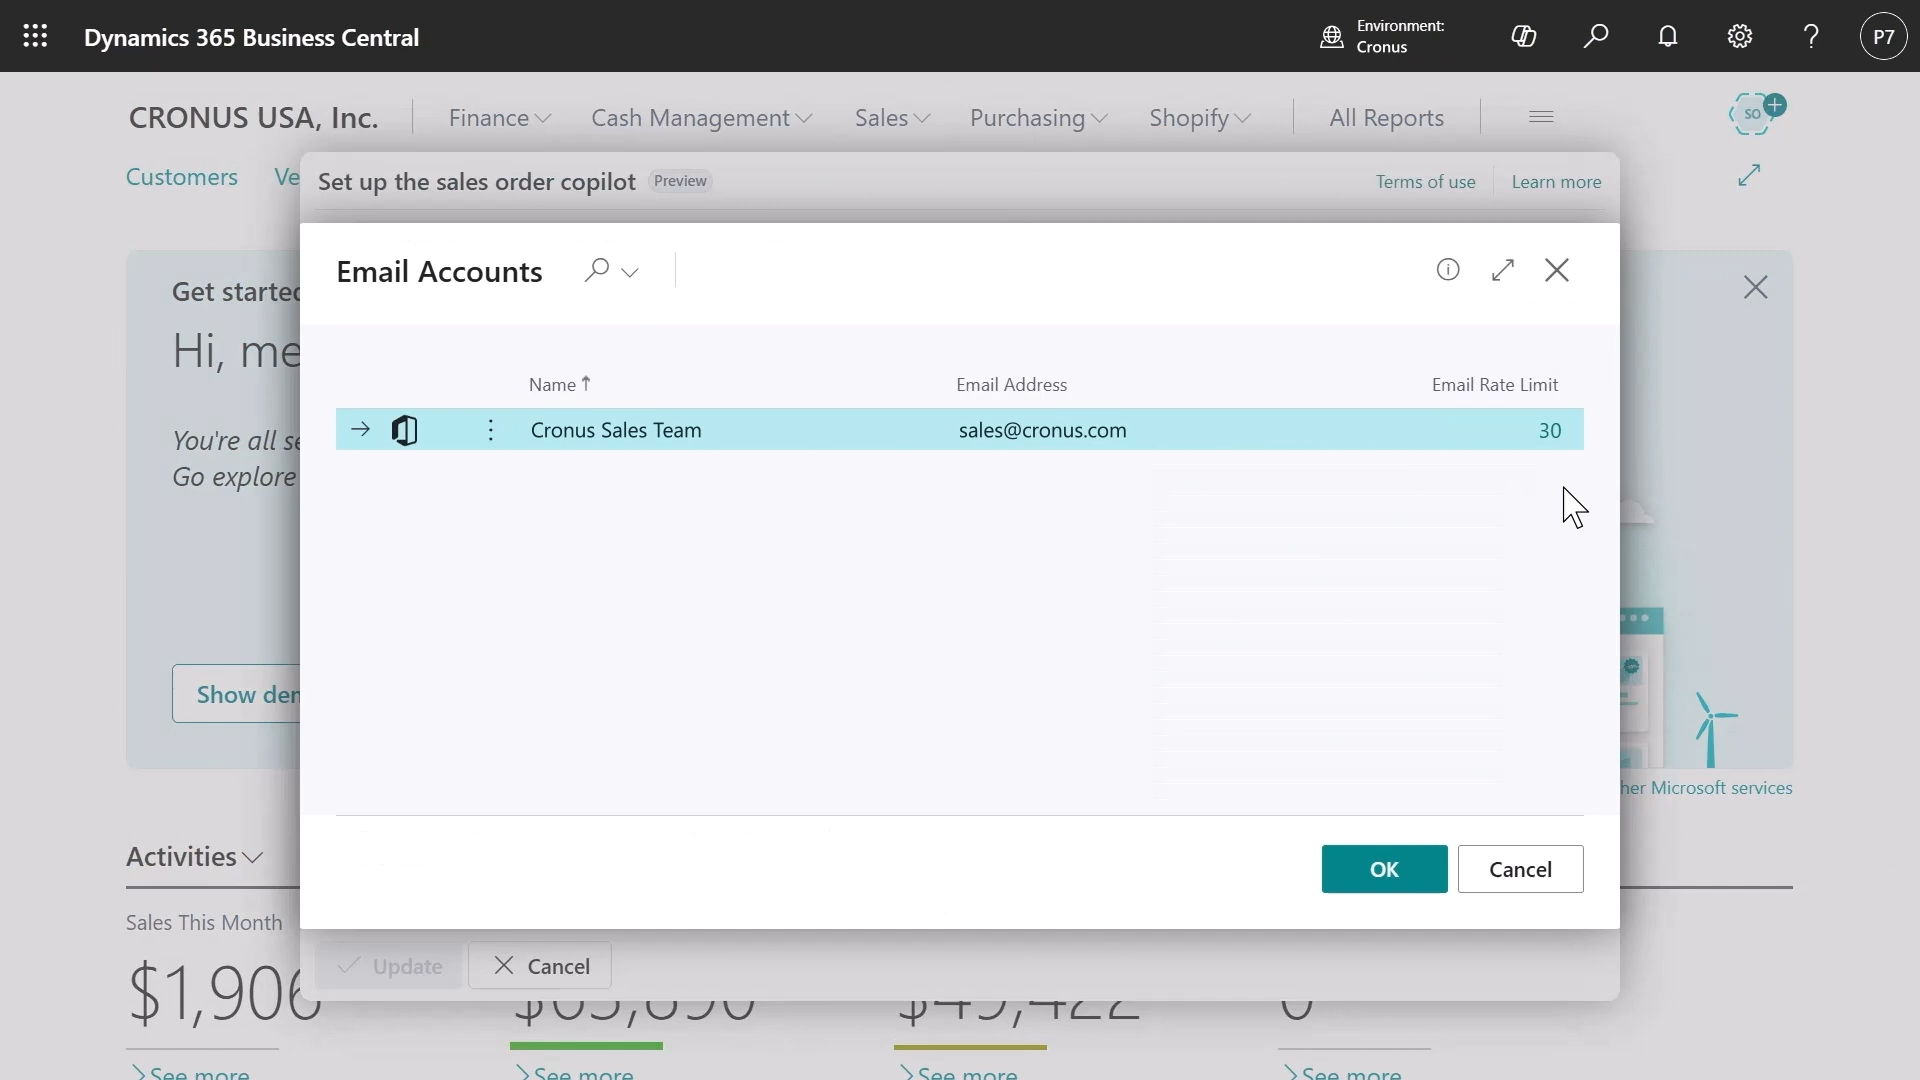 Dynamics 365 Business Central
Environment:
Cronus
P7
CRONUS USA, Inc.
Finance
Cash Management
Sales
Purchasing
Shopify
All Reports
SO
Customers
Ve
Set up the sales order copilot
Preview
Terms of use
Learn more
Get started
Hi, me
You're all se
Go explore
Show den
Email Accounts
Name
Email Address
Email Rate Limit
Cronus Sales Team
sales@cronus.com
30
OK
Cancel
her Microsoft services
Activities
Sales This Month
Update
Cancel
$1,906
See more
See more
See more
See more